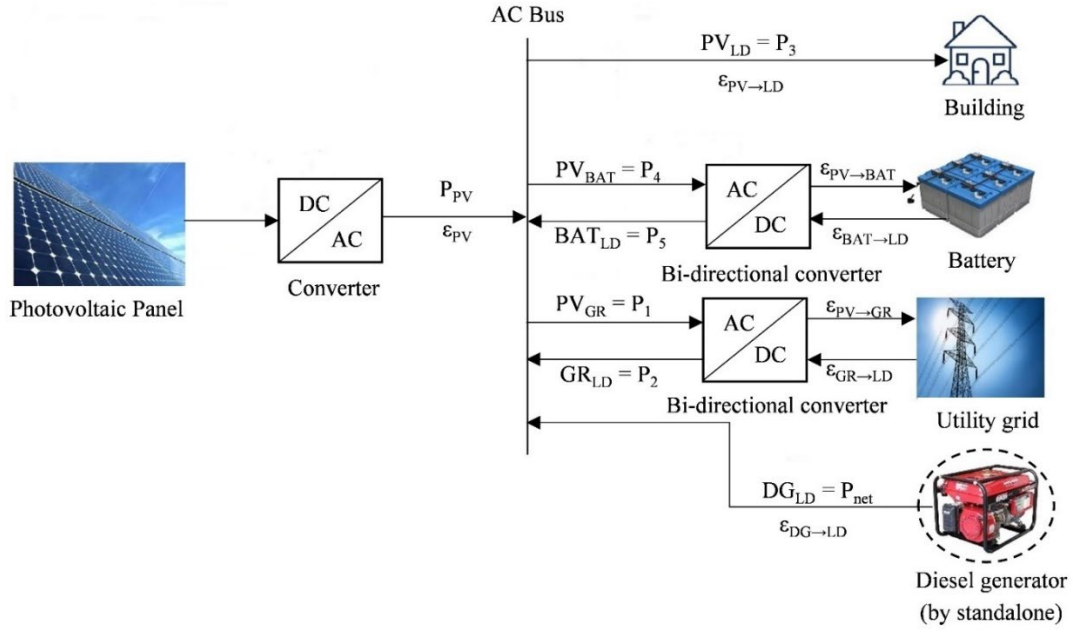 AC Bus
PV_LD = P_3
ε_PV→LD
Building
DC
AC
P_PV
ε_PV
Converter
Photovoltaic Panel
PV_BAT = P_4
AC
DC
ε_PV→BAT
BAT_LD = P_5
ε_BAT→LD
Bi-directional converter
Battery
PV_GR = P_1
AC
DC
ε_PV→GR
GR_LD = P_2
ε_GR→LD
Bi-directional converter
Utility grid
DG_LD = P_net
ε_DG→LD
Diesel generator
(by standalone)